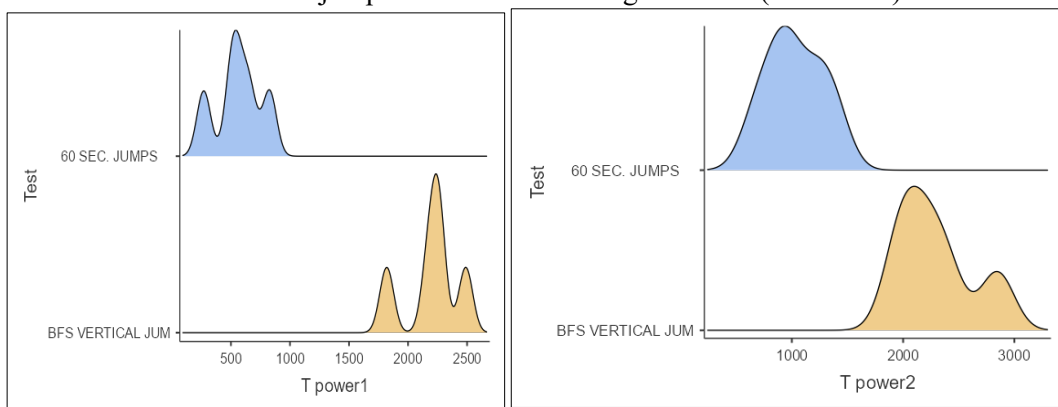 60 SEC. JUMPS
Test
BFS VERTICAL JUM
500 1000 1500 2000 2500
T power1
60 SEC. JUMPS
Test
BFS VERTICAL JUM
1000 2000 3000
T power2